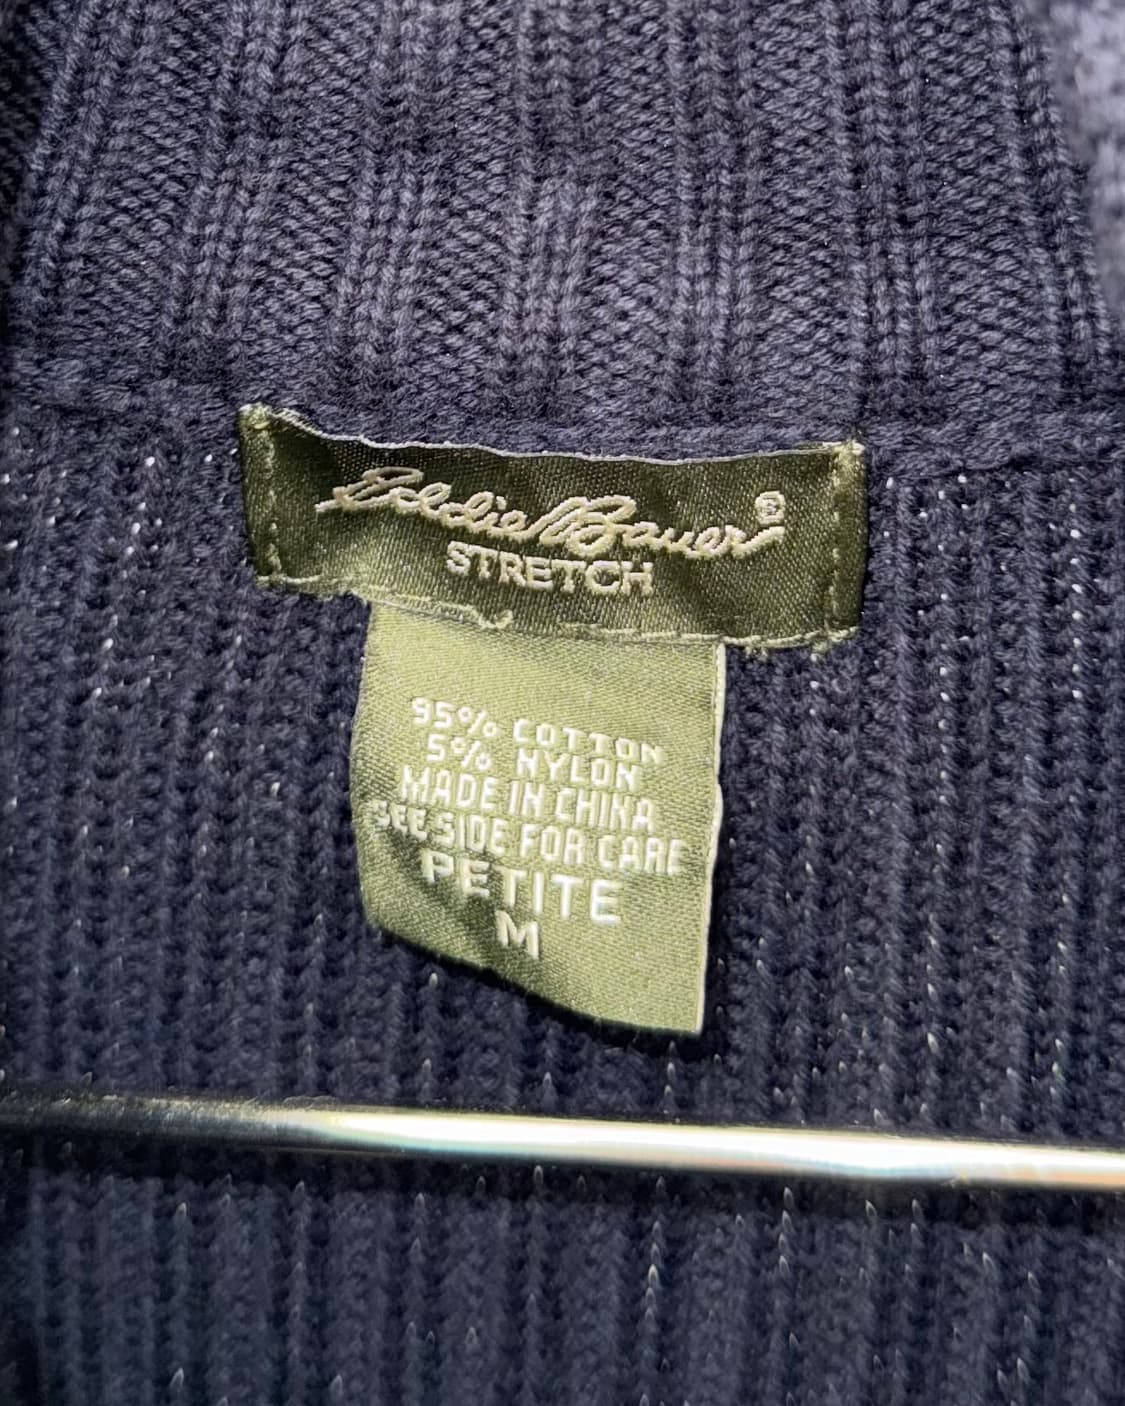 Eddie Bauer®
STRETCH
95% COTTON
5% NYLON
MADE IN CHINA
SEE SIDE FOR CARE
PETITE
M